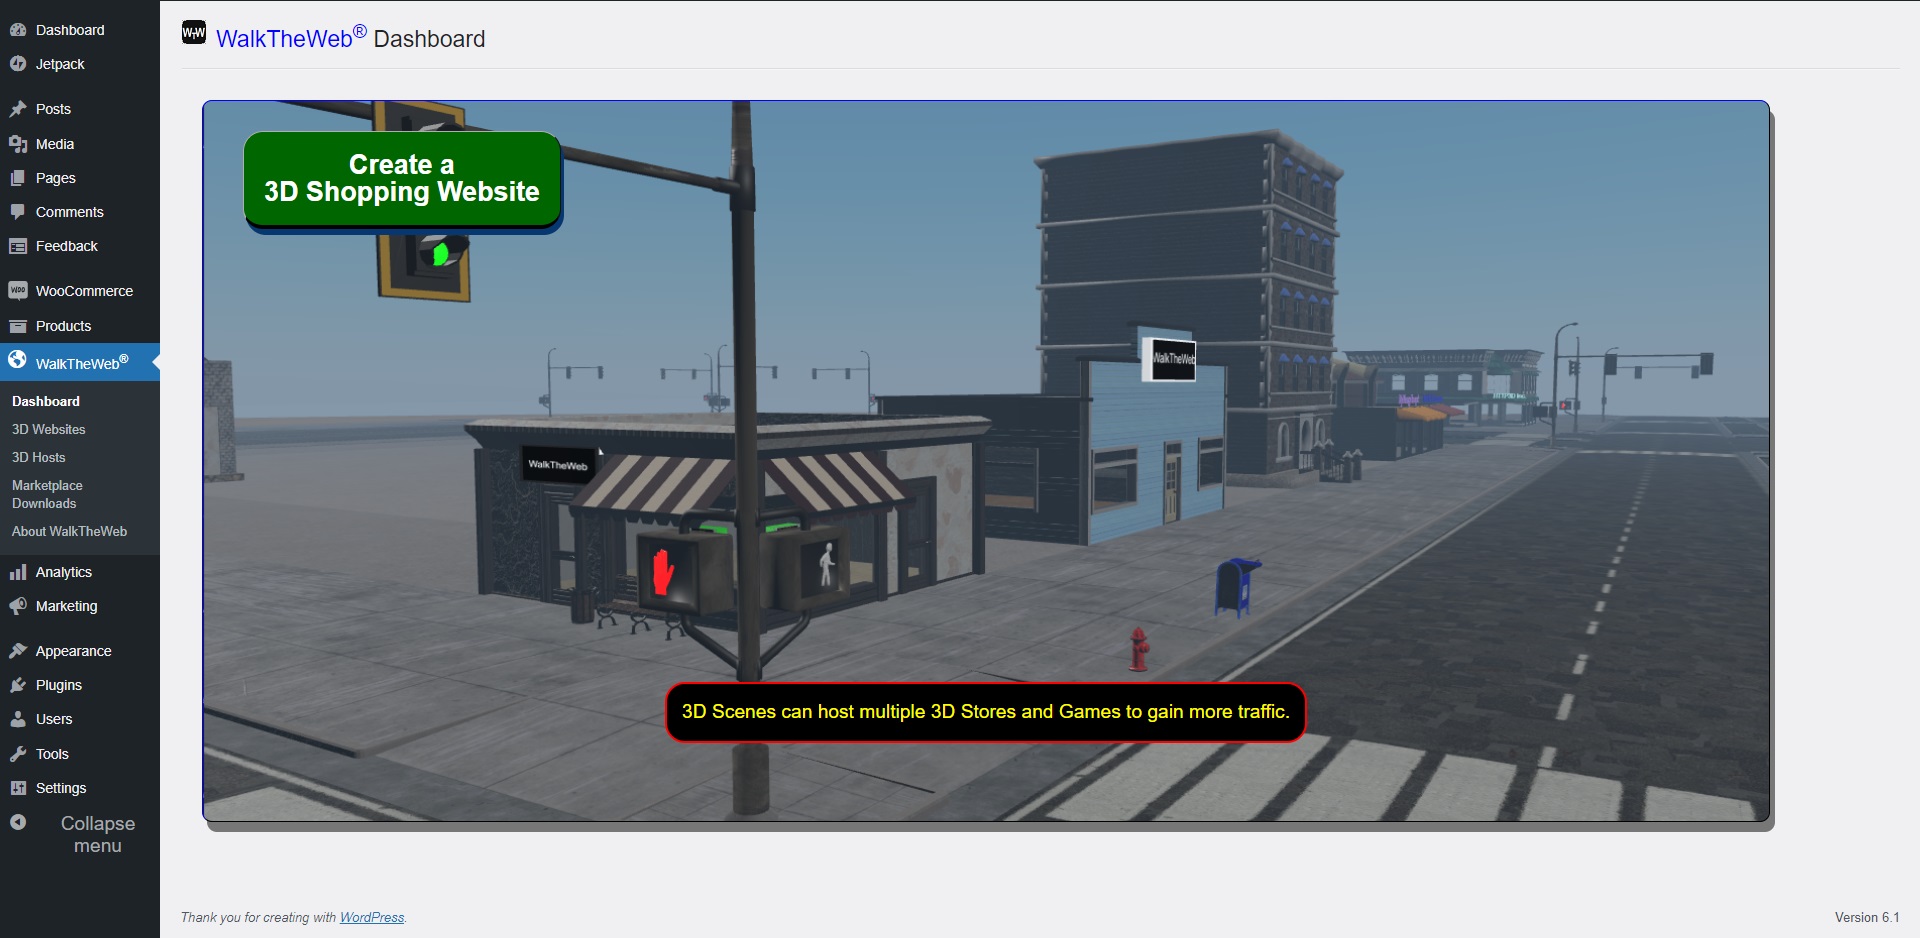 Dashboard
Jetpack
Posts
Media
Pages
Comments
Feedback
WooCommerce
Products
WalkTheWeb®
Dashboard
3D Websites
3D Hosts
Marketplace
Downloads
About WalkTheWeb
Analytics
Marketing
Appearance
Plugins
Users
Tools
Settings
Collapse
menu
WTW
WalkTheWeb® Dashboard
Create a
3D Shopping Website
WalkTheWeb
WalkTheWeb
3D Scenes can host multiple 3D Stores and Games to gain more traffic.
Thank you for creating with WordPress.
Version 6.1